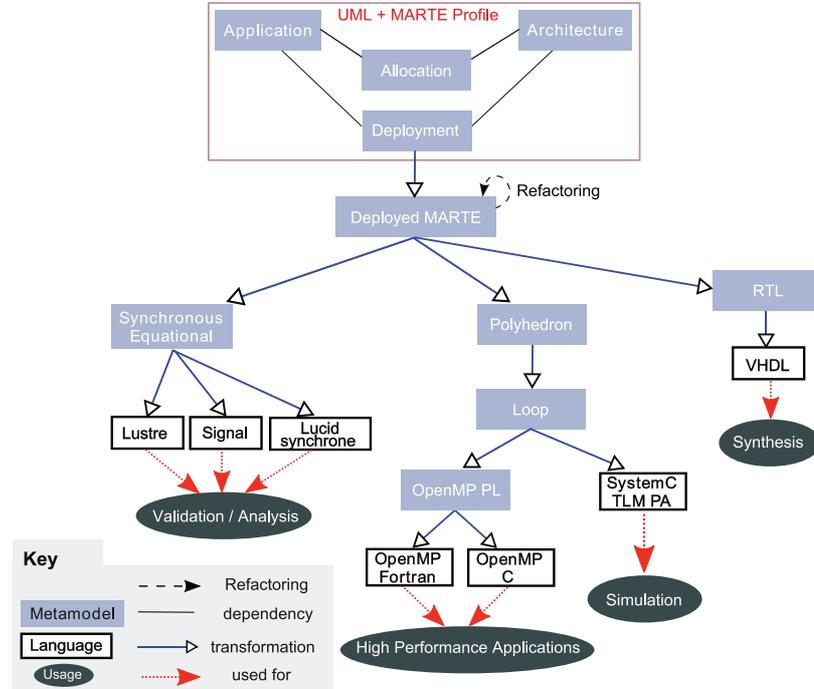 UML + MARTE Profile
Application
Architecture
Allocation
Deployment
Refactoring
Deployed MARTE
RTL
Synchronous
Equational
Polyhedron
VHDL
Loop
Lustre
Signal
Lucid
synchrone
Synthesis
OpenMP PL
SystemC
TLM PA
Validation / Analysis
OpenMP
Fortran
OpenMP
C
Simulation
High Performance Applications
Key
Refactoring
Metamodel
dependency
Language
transformation
Usage
used for